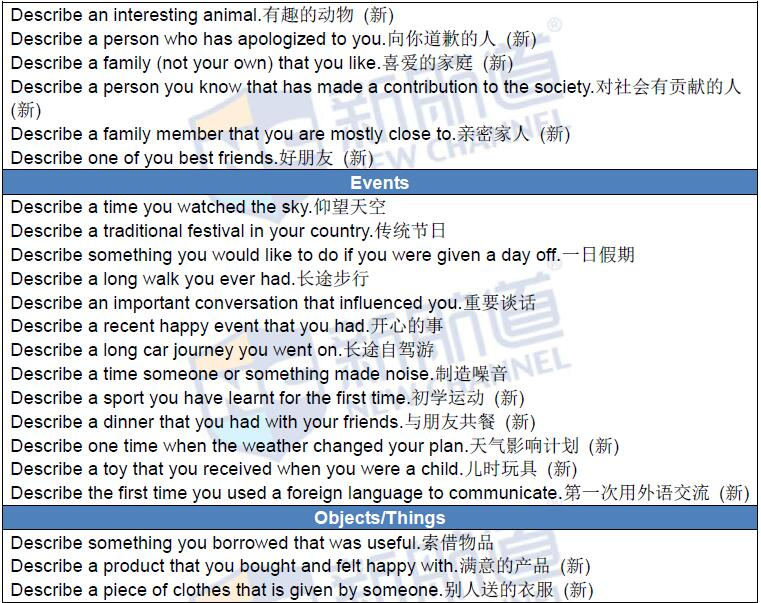 Describe an interesting animal.有趣的动物 (新)
Describe a person who has apologized to you.向你道歉的人 (新)
Describe a family (not your own) that you like.喜爱的家庭 (新)
Describe a person you know that has made a contribution to the society.对社会有贡献的人
(新)
Describe a family member that you are mostly close to.亲密家人 (新)
Describe one of you best friends.好朋友 (新)
Events
Describe a time you watched the sky.仰望天空
Describe a traditional festival in your country.传统节日
Describe something you would like to do if you were given a day off.一日假期
Describe a long walk you ever had.长途步行
Describe an important conversation that influenced you.重要谈话
Describe a recent happy event that you had.开心的事
Describe a long car journey you went on.长途自驾游
Describe a time someone or something made noise.制造噪音
Describe a sport you have learnt for the first time.初学运动 (新)
Describe a dinner that you had with your friends.与朋友共餐 (新)
Describe one time when the weather changed your plan.天气影响计划 (新)
Describe a toy that you received when you were a child.儿时玩具 (新)
Describe the first time you used a foreign language to communicate.第一次用外语交流 (新)
Objects/Things
Describe something you borrowed that was useful.索借物品
Describe a product that you bought and felt happy with.满意的产品 (新)
Describe a piece of clothes that is given by someone.别人送的衣服 (新)
新航道
NEW CHANNEL
新航道
NEW CHANNEL
新航道